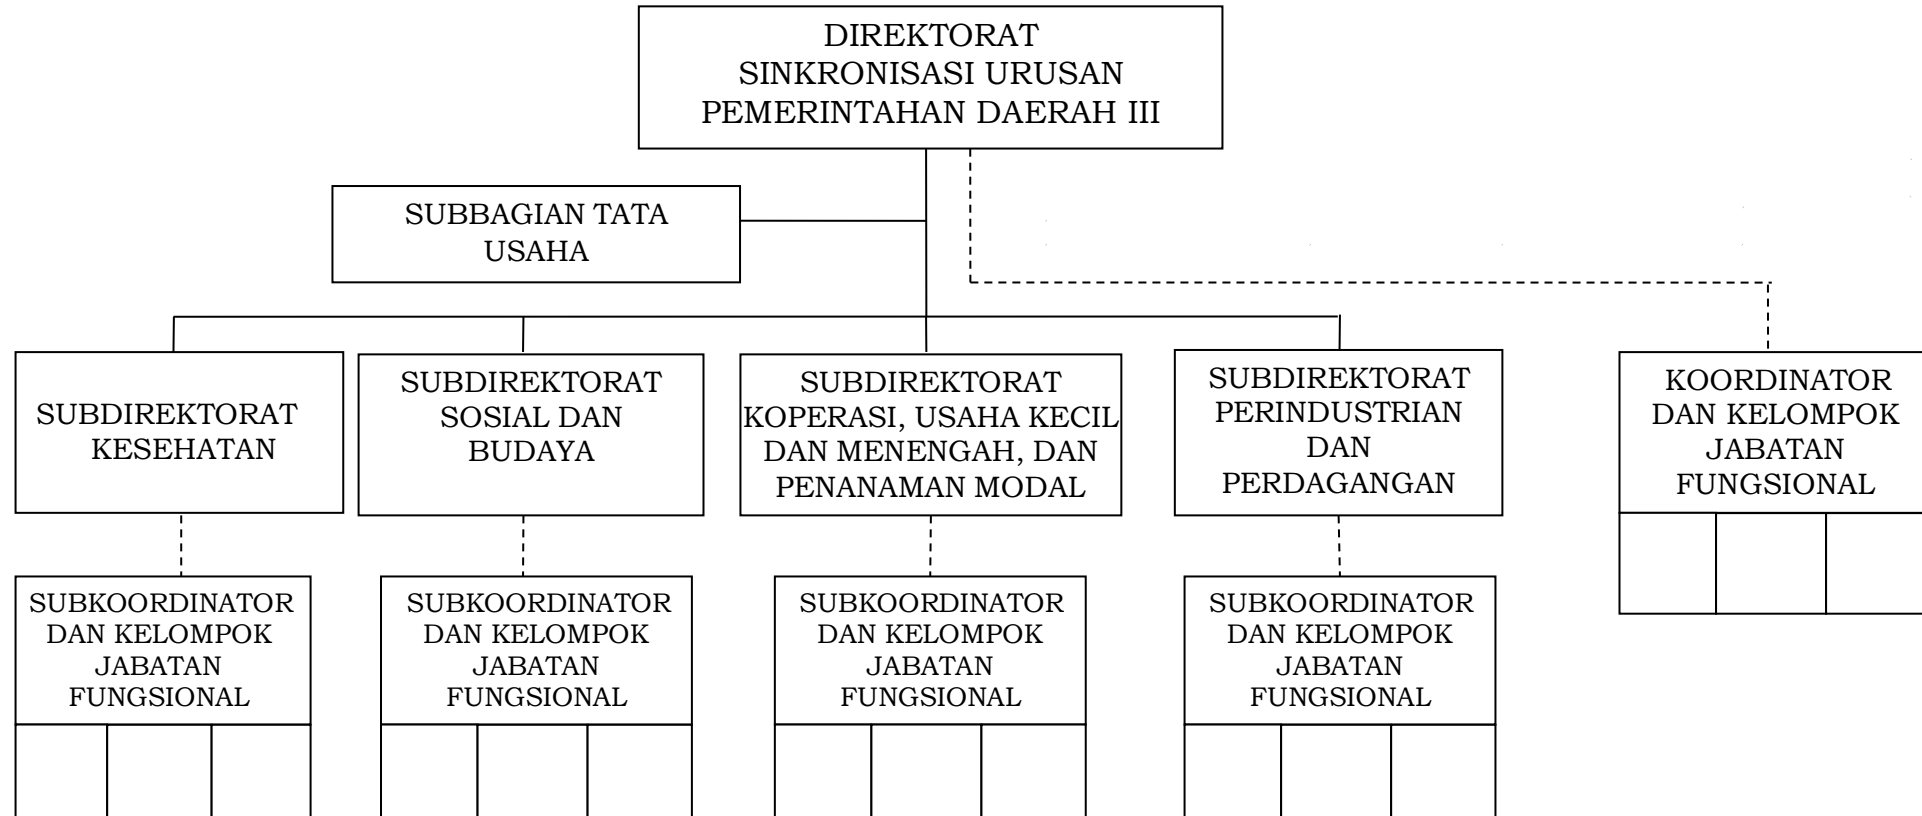 DIREKTORAT
SINKRONISASI URUSAN
PEMERINTAHAN DAERAH III
SUBBAGIAN TATA
USAHA
SUBDIREKTORAT
KESEHATAN
SUBDIREKTORAT
SOSIAL DAN
BUDAYA
SUBDIREKTORAT
KOPERASI, USAHA KECIL
DAN MENENGAH, DAN
PENANAMAN MODAL
SUBDIREKTORAT
PERINDUSTRIAN
DAN
PERDAGANGAN
KOORDINATOR
DAN KELOMPOK
JABATAN
FUNGSIONAL
SUBKOORDINATOR
DAN KELOMPOK
JABATAN
FUNGSIONAL
SUBKOORDINATOR
DAN KELOMPOK
JABATAN
FUNGSIONAL
SUBKOORDINATOR
DAN KELOMPOK
JABATAN
FUNGSIONAL
SUBKOORDINATOR
DAN KELOMPOK
JABATAN
FUNGSIONAL